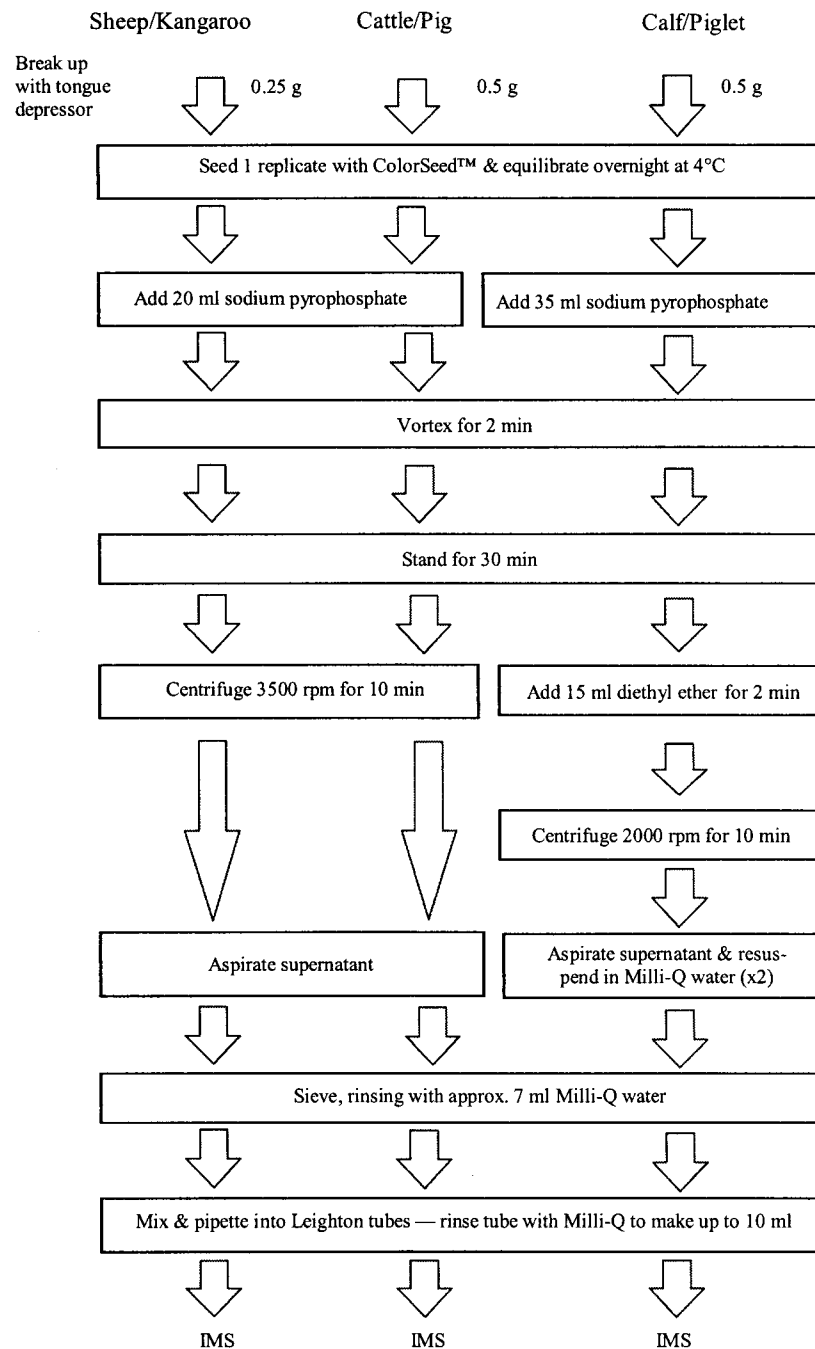 Sheep/Kangaroo Cattle/Pig Calf/Piglet
Break up
with tongue
depressor
0.25 g 0.5 g 0.5 g
Seed 1 replicate with ColorSeed™ & equilibrate overnight at 4°C
Add 20 ml sodium pyrophosphate Add 35 ml sodium pyrophosphate
Vortex for 2 min
Stand for 30 min
Centrifuge 3500 rpm for 10 min Add 15 ml diethyl ether for 2 min
Centrifuge 2000 rpm for 10 min
Aspirate supernatant
Aspirate supernatant & resus-
pend in Milli-Q water (x2)
Sieve, rinsing with approx. 7 ml Milli-Q water
Mix & pipette into Leighton tubes — rinse tube with Milli-Q to make up to 10 ml
IMS IMS IMS